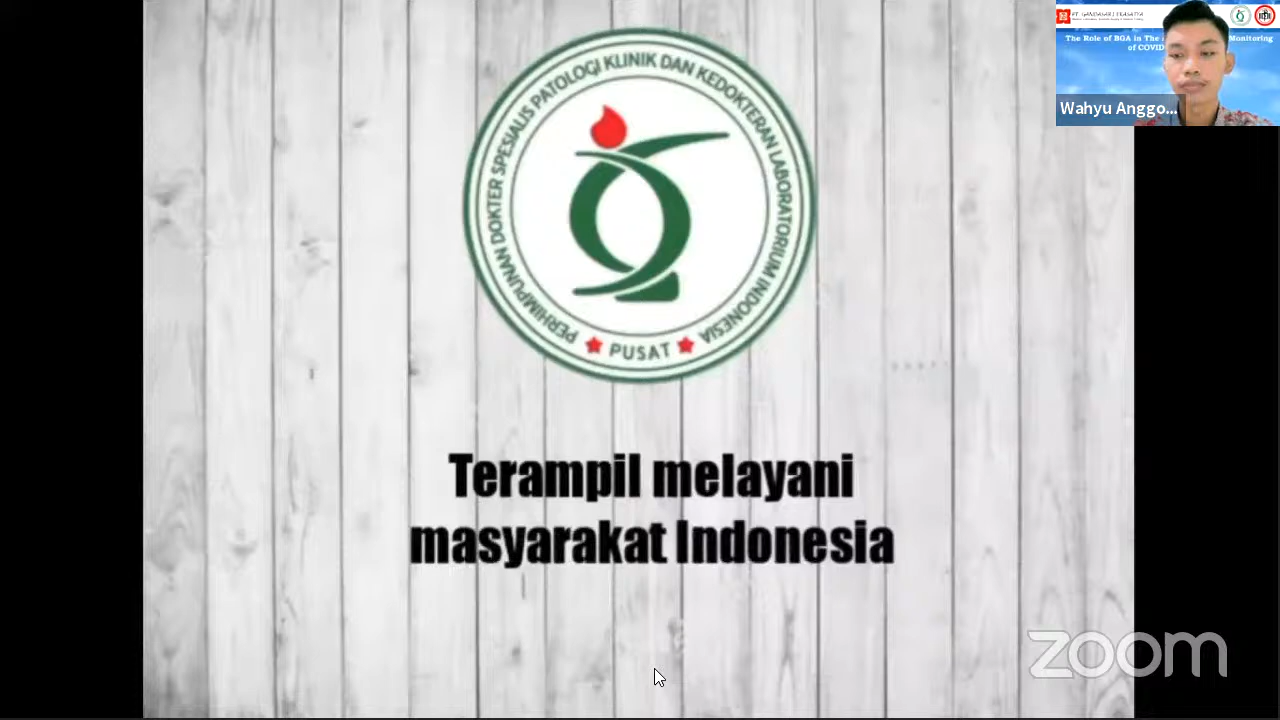 The Role of BGA in The
Monitoring
of COVID
Wahyu Anggo...
PERHIMPUNAN DOKTER SPESIALIS PATOLOGI KLINIK DAN KEDOKTERAN LABORATORIUM INDONESIA
PUSAT
Terampil melayani
masyarakat Indonesia
zoom